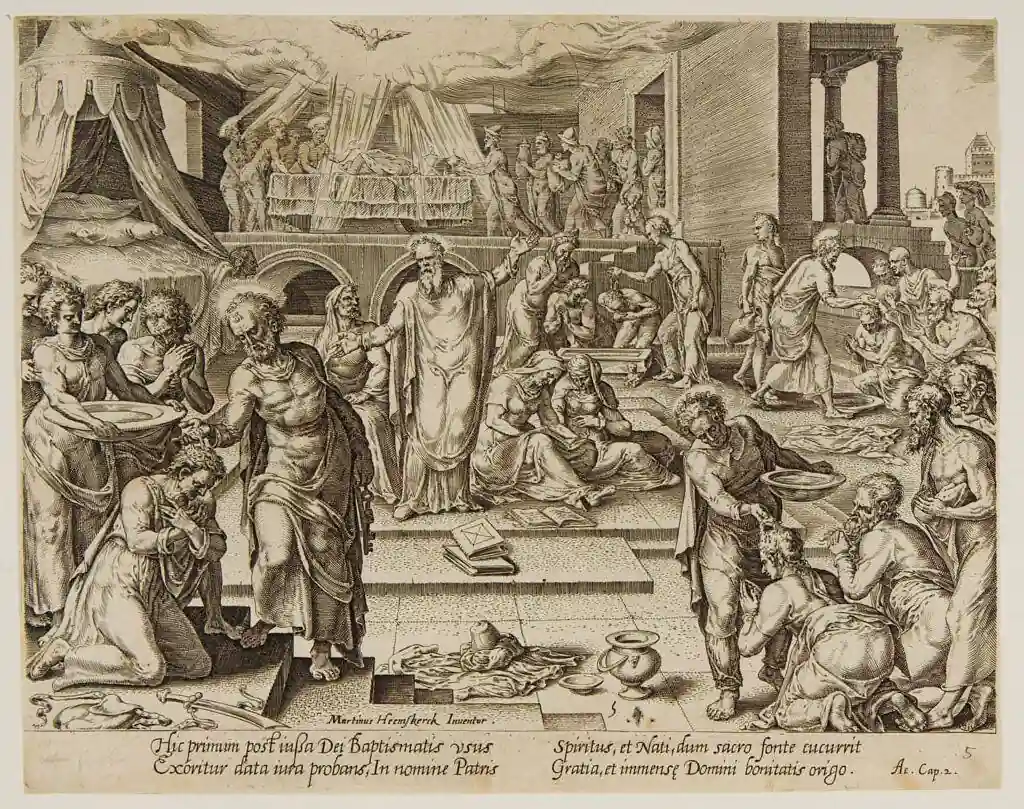 Martinus Heemskerck Inventor.
Hic primum post iussa Dei Baptismatis vsus
Exoritur data iura probans, In nomine Patris
Spiritus, et Nati, dum sacro fonte cucurrit
Gratia, et immensę Domini bonitatis origo.
Ac. Cap. 2.
5